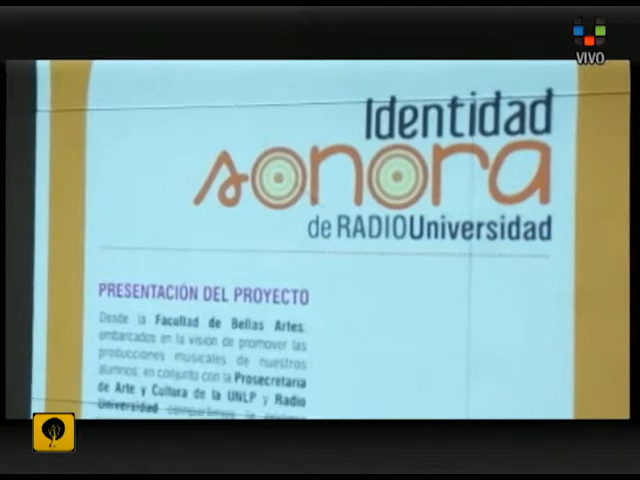 VIVO
Identidad
sonora
de RADIOUniversidad
PRESENTACIÓN DEL PROYECTO
Desde la Facultad de Bellas Artes,
embarcados en la visión de promover las
producciones musicales de nuestros
alumnos, en conjunto con la Prosecretaría
de Arte y Cultura de la UNLP y Radio
Universidad compartimos la